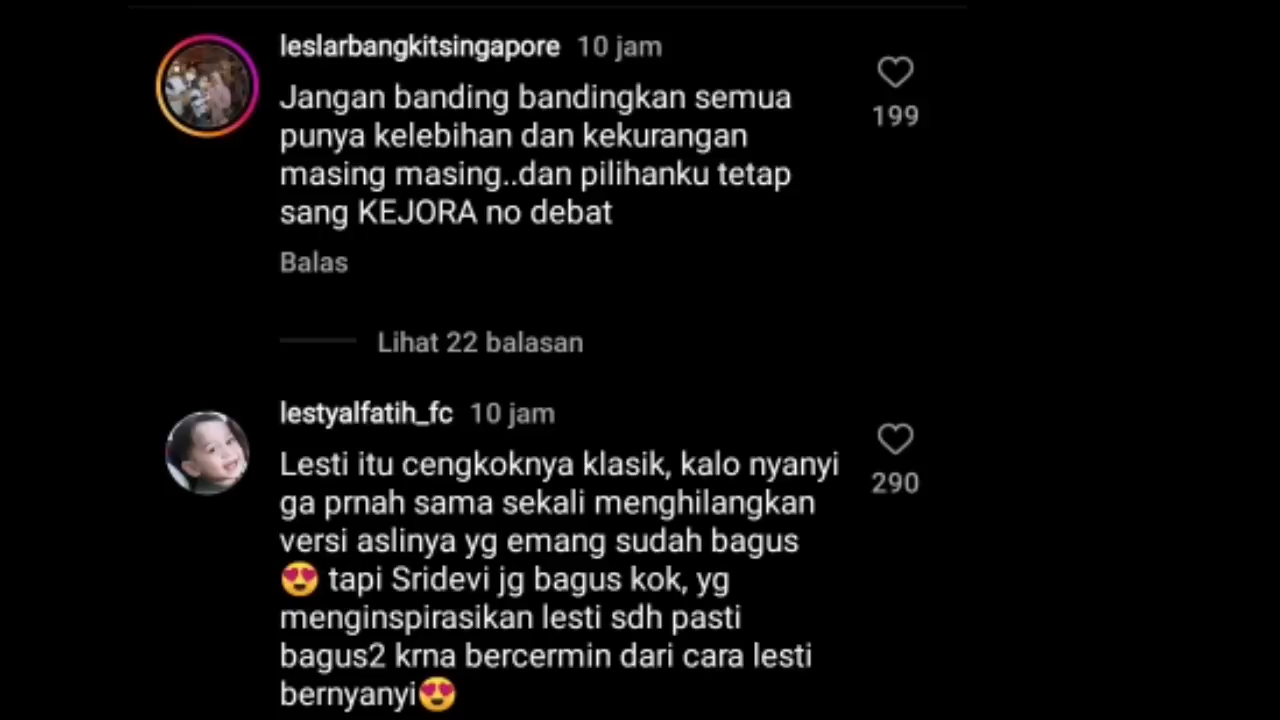 leslarbangkitsingapore 10 jam
Jangan banding bandingkan semua
punya kelebihan dan kekurangan
masing masing..dan pilihanku tetap
sang KEJORA no debat
199
Balas
Lihat 22 balasan
lestyalfatih_fc 10 jam
Lesti itu cengkoknya klasik, kalo nyanyi
ga prnah sama sekali menghilangkan
versi aslinya yg emang sudah bagus
😍 tapi Sridevi jg bagus kok, yg
menginspirasikan lesti sdh pasti
bagus2 krna bercermin dari cara lesti
bernyanyi😍
290